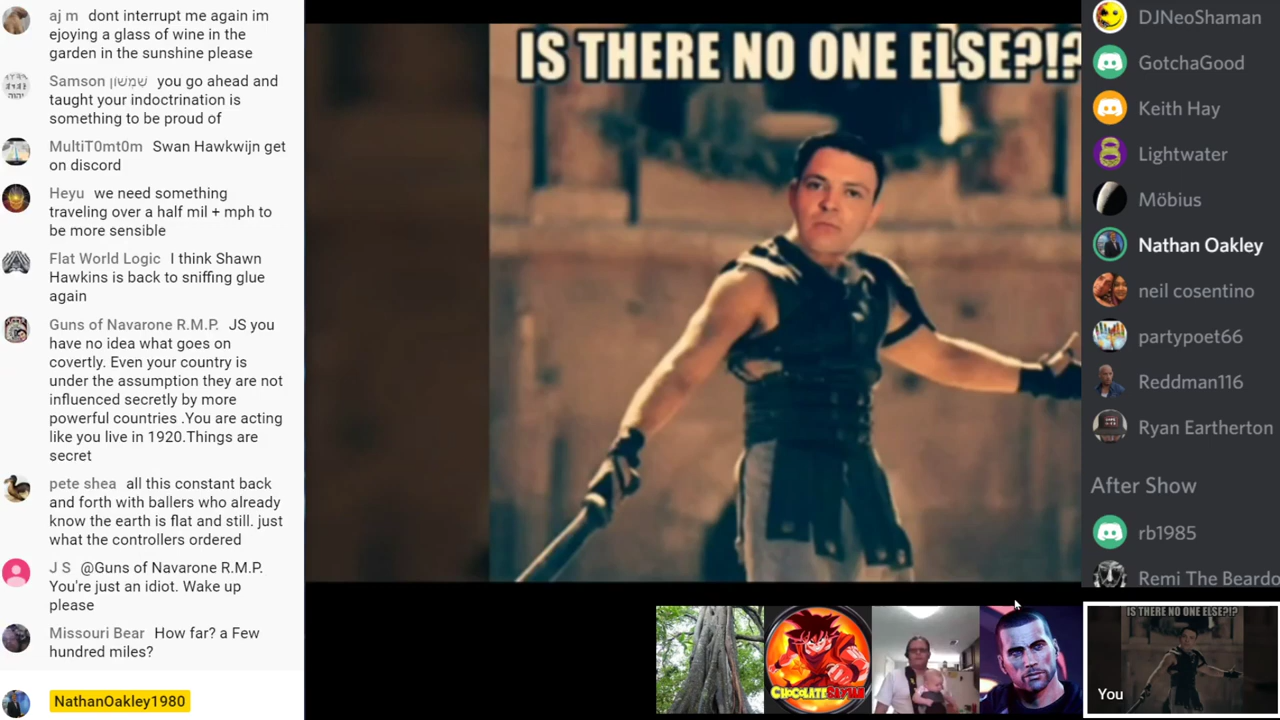 aj m dont interrupt me again im
ejoying a glass of wine in the
garden in the sunshine please
Samson שמשון| you go ahead and
taught your indoctrination is
something to be proud of
MultiT0mt0m Swan Hawkwijn get
on discord
Heyu we need something
traveling over a half mil + mph to
be more sensible
Flat World Logic I think Shawn
Hawkins is back to sniffing glue
again
Guns of Navarone R.M.P. JS you
have no idea what goes on
covertly. Even your country is
under the assumption they are not
influenced secretly by more
powerful countries .You are acting
like you live in 1920.Things are
secret
pete shea all this constant back
and forth with ballers who already
know the earth is flat and still. just
what the controllers ordered
J S @Guns of Navarone R.M.P.
You're just an idiot. Wake up
please
Missouri Bear How far? a Few
hundred miles?
NathanOakley1980
IS THERE NO ONE ELSE?!?
DJNeoShaman
GotchaGood
Keith Hay
Lightwater
Möbius
Nathan Oakley
neil cosentino
partypoet66
Reddman116
Ryan Eartherton
After Show
rb1985
Remi The Beardo
CHOCOLATE SAIYAN
IS THERE NO ONE ELSE?!?
You